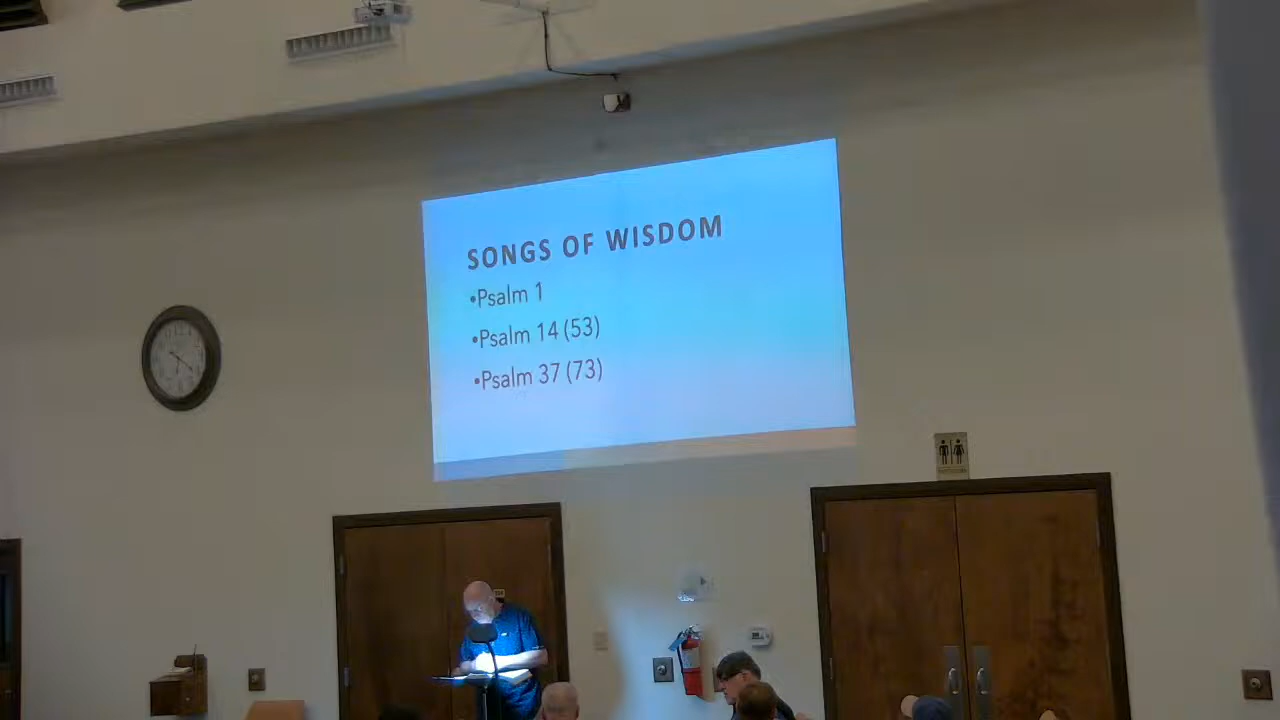 SONGS OF WISDOM
•Psalm 1
•Psalm 14 (53)
•Psalm 37 (73)